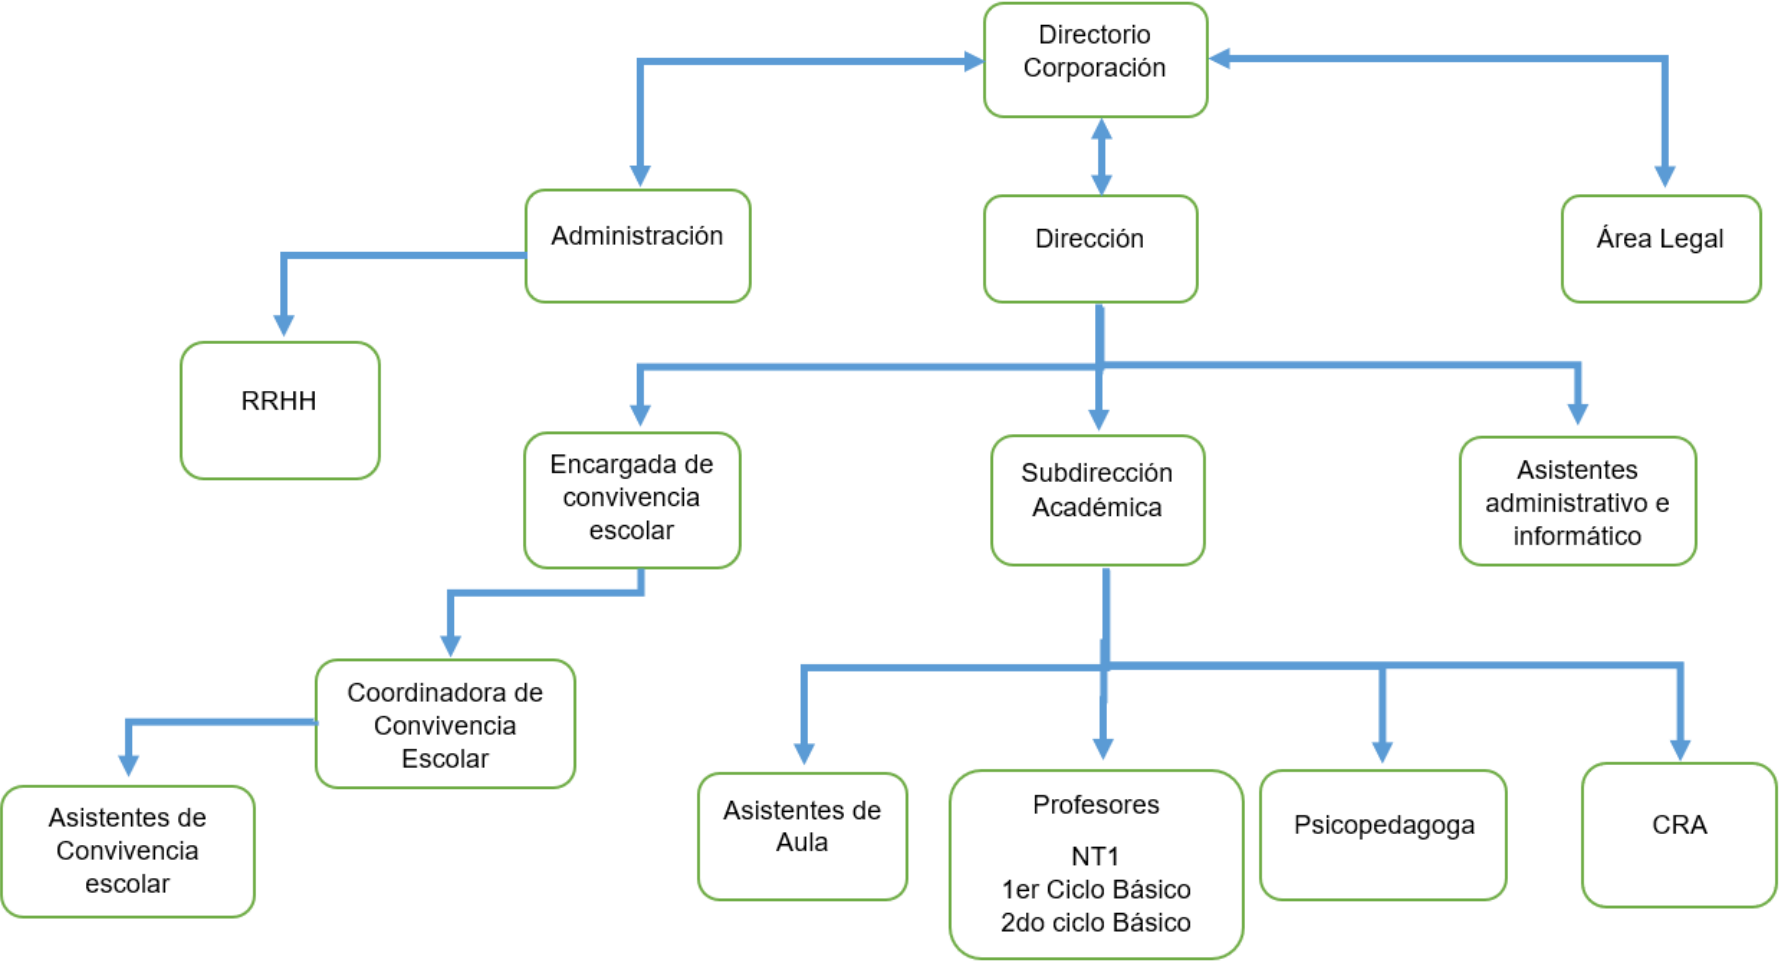 Directorio
Corporación
Administración
Dirección
Área Legal
RRHH
Encargada de
convivencia
escolar
Subdirección
Académica
Asistentes
administrativo e
informático
Coordinadora de
Convivencia
Escolar
Asistentes de
Convivencia
escolar
Asistentes de
Aula
Profesores
NT1
1er Ciclo Básico
2do ciclo Básico
Psicopedagoga
CRA